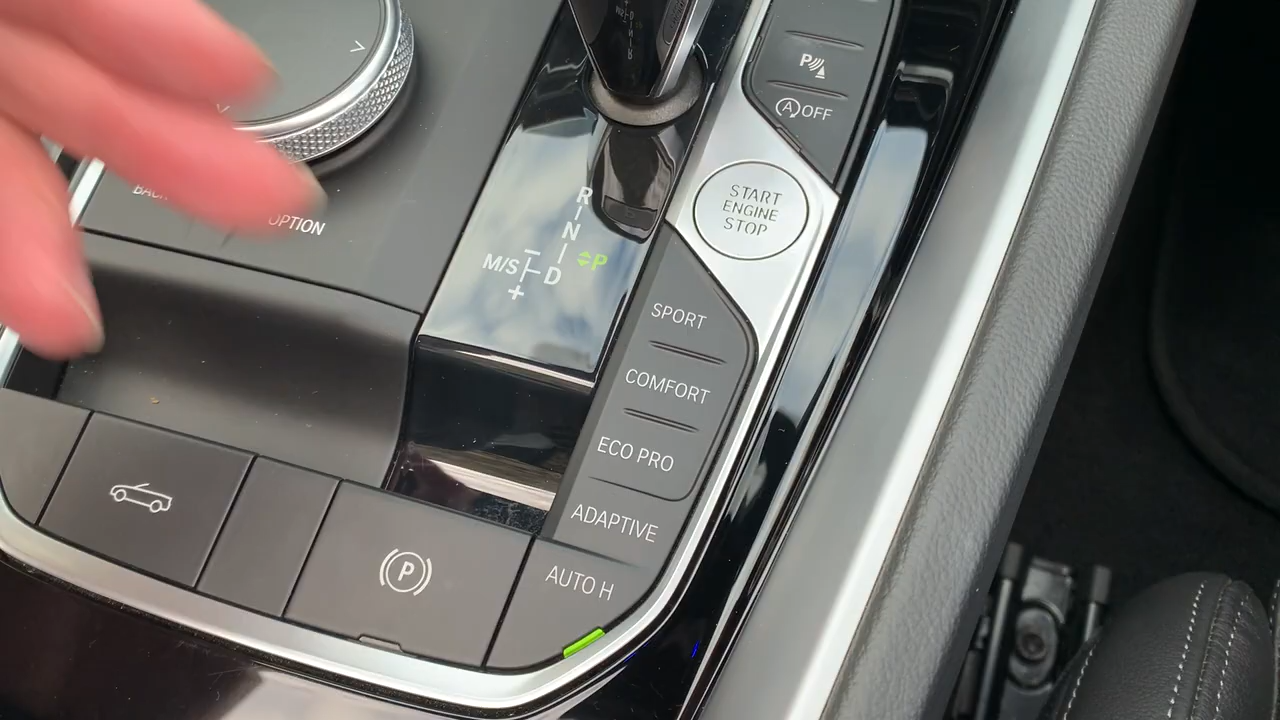 P
OFF
START
ENGINE
STOP
OPTION
R
N
M/S
D
P
SPORT
COMFORT
ECO PRO
ADAPTIVE
P
AUTO H